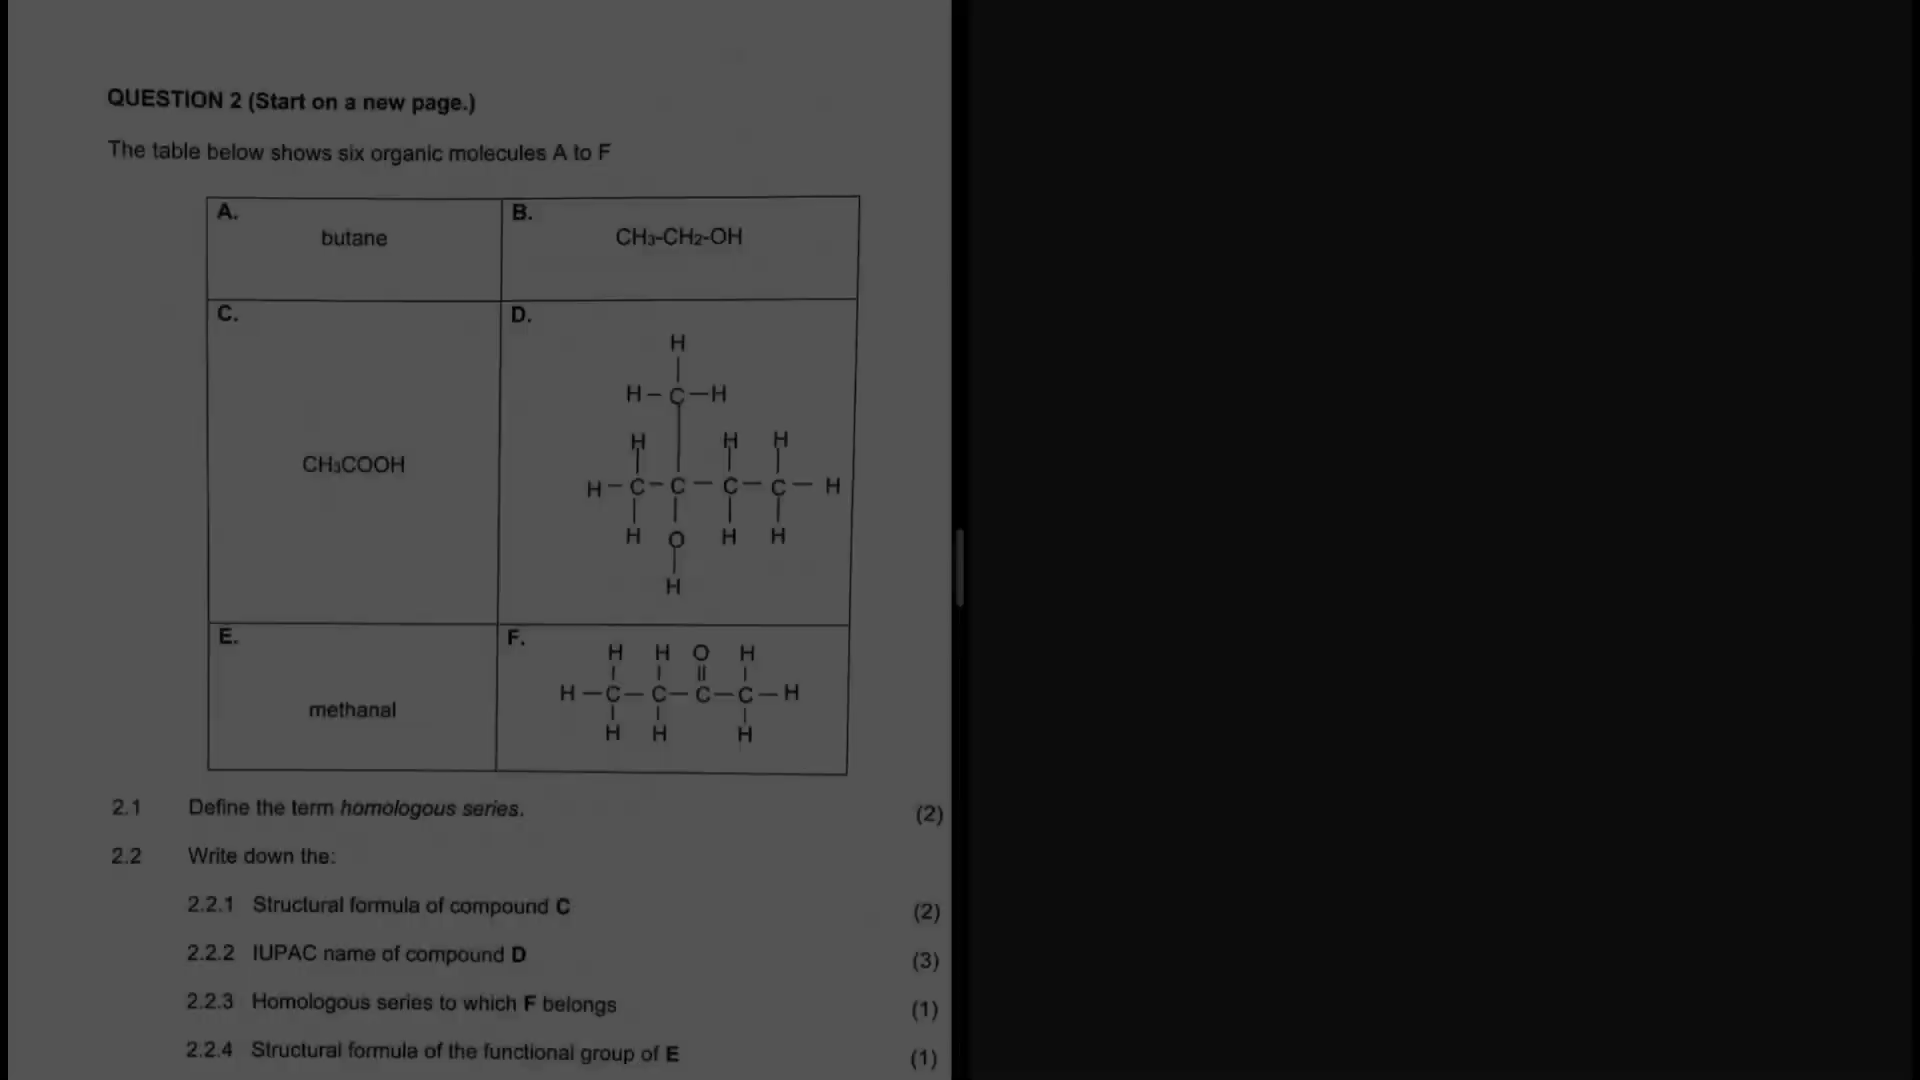 QUESTION 2 (Start on a new page.)
The table below shows six organic molecules A to F
A.
butane
B.
CH₃-CH₂-OH
C.
CH₃COOH
D.
H
H – C – H
H H H
H – C – C – C – C – H
H O H H
H
E.
methanal
F.
H H O H
H – C – C – C – C – H
H H H
2.1 Define the term homologous series. (2)
2.2 Write down the:
2.2.1 Structural formula of compound C (2)
2.2.2 IUPAC name of compound D (3)
2.2.3 Homologous series to which F belongs (1)
2.2.4 Structural formula of the functional group of E (1)